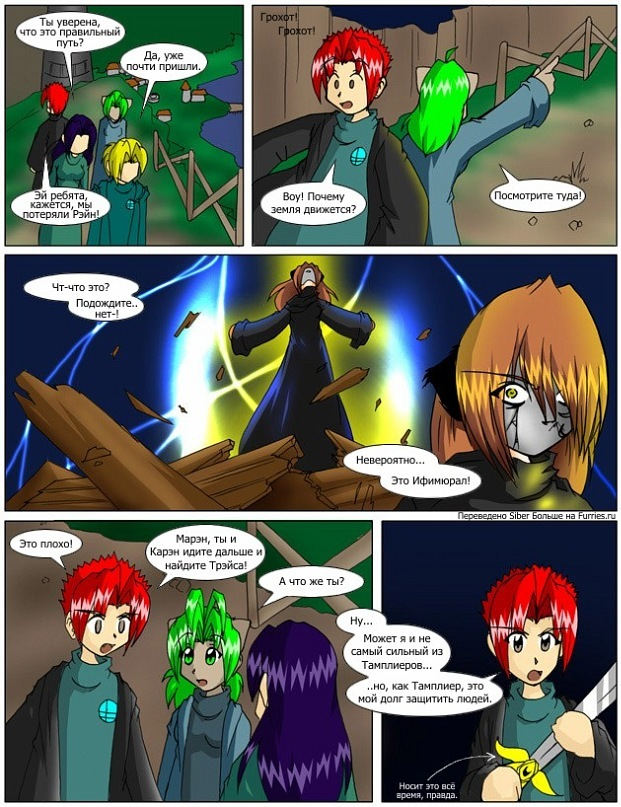 Ты уверена,
что это правильный
путь?
Да, уже
почти пришли.
Эй ребята,
кажется, мы
потеряли Рэйн!
Грохот!
Грохот!
Воу! Почему
земля движется?
Посмотрите туда!
Чт-что это?
Подождите..
нет-!
Невероятно...
Это Ифимюрал!
Переведено Siber Больше на Furries.ru
Это плохо!
Марэн, ты и
Карэн идите дальше и
найдите Трэйса!
А что же ты?
Ну...
Может я и не
самый сильный из
Тамплиеров...
..но, как Тамплиер, это
мой долг защитить людей.
Носит это всё
время, правда.